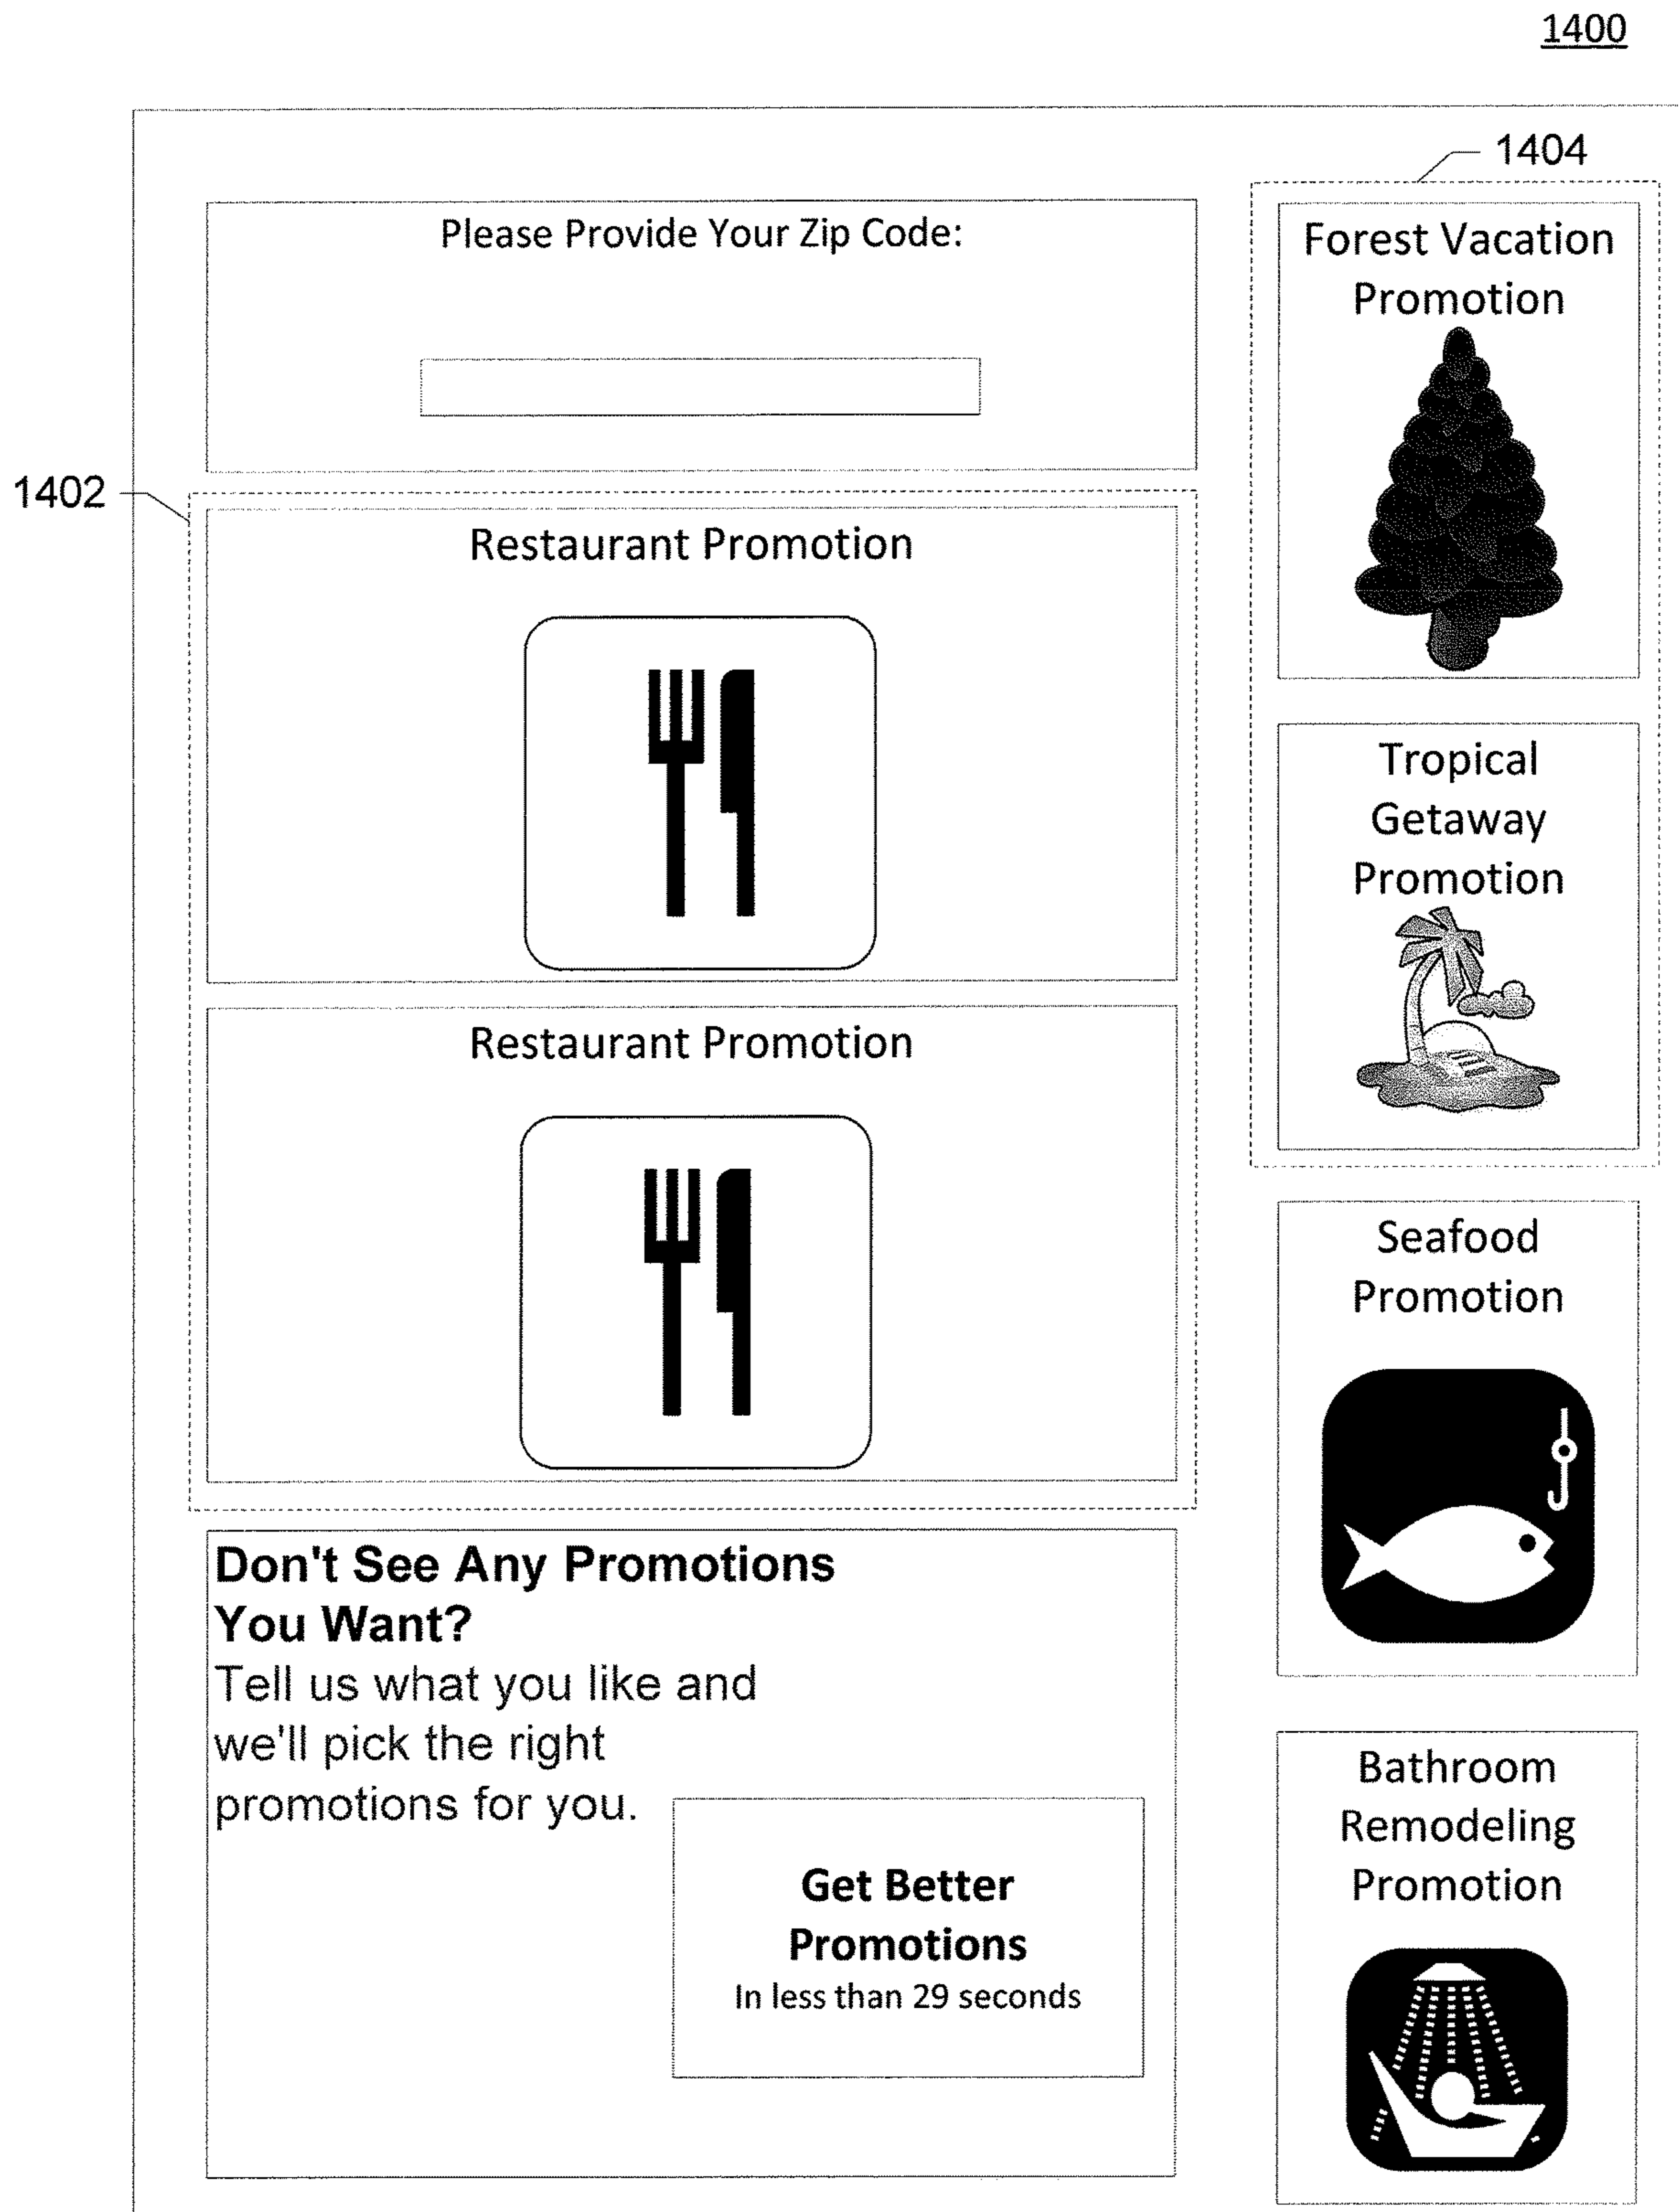 1400
1404
Please Provide Your Zip Code:
1402
Restaurant Promotion
Restaurant Promotion
Don't See Any Promotions
You Want?
Tell us what you like and
we'll pick the right
promotions for you.
Get Better
Promotions
In less than 29 seconds
Forest Vacation
Promotion
Tropical
Getaway
Promotion
Seafood
Promotion
Bathroom
Remodeling
Promotion